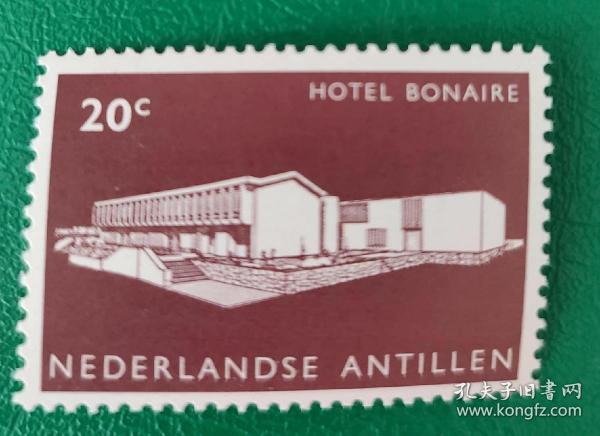 HOTEL BONAIRE
20c
NEDERLANDSE ANTILLEN
孔夫子旧书网
www.kongfz.com